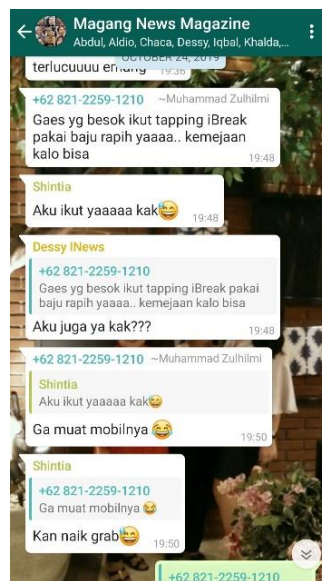 Magang News Magazine
Abdul, Aldio, Chaca, Dessy, Iqbal, Khalda,...
OCTOBER 24, 2019
terlucuuuu emang 19:36
+62 821-2259-1210 ~Muhammad Zulhilmi
Gaes yg besok ikut tapping iBreak
pakai baju rapih yaaaa.. kemejaan
kalo bisa
19:48
Shintia
Aku ikut yaaaaa kak😅
19:48
Dessy INews
+62 821-2259-1210
Gaes yg besok ikut tapping iBreak pakai
baju rapih yaaaa.. kemejaan kalo bisa
Aku juga ya kak???
19:48
+62 821-2259-1210 ~Muhammad Zulhilmi
Shintia
Aku ikut yaaaaa kak😅
Ga muat mobilnya 😂
19:50
Shintia
+62 821-2259-1210
Ga muat mobilnya 😂
Kan naik grab😅
19:50
+62 821-2259-1210